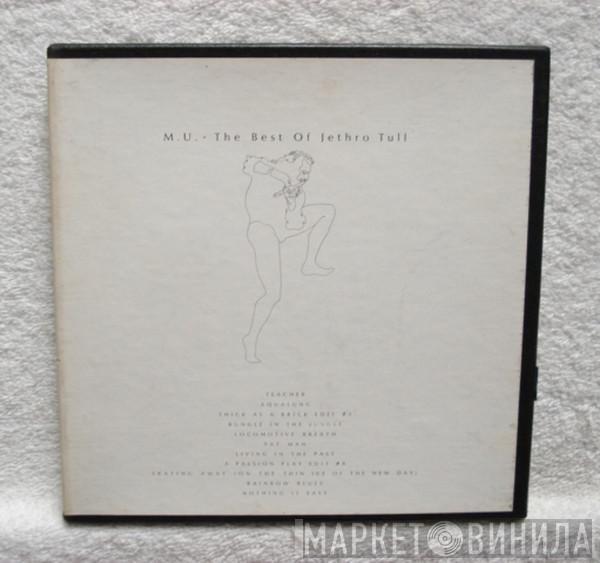 M.U. - The Best Of Jethro Tull
TEACHER
AQUALUNG
THICK AS A BRICK EDIT #1
BUNGLE IN THE JUNGLE
LOCOMOTIVE BREATH
FAT MAN
LIVING IN THE PAST
A PASSION PLAY EDIT #8
SKATING AWAY (ON THE THIN ICE OF THE NEW DAY)
RAINBOW BLUES
NOTHING IS EASY
МАРКЕТ ВИНИЛА